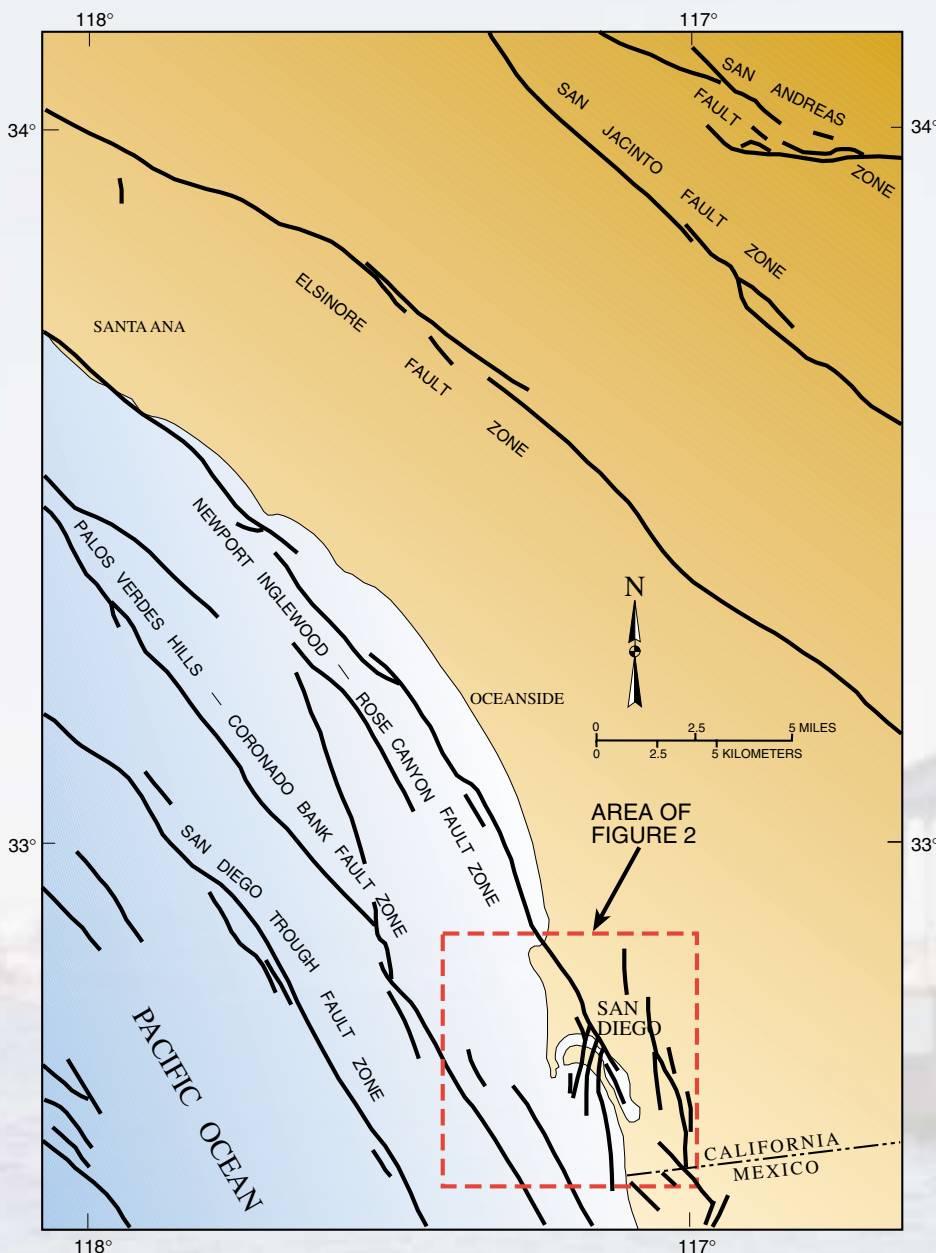 118°
117°
34°
34°
SAN ANDREAS
FAULT
ZONE
SAN JACINTO FAULT ZONE
ELSINORE FAULT ZONE
SANTA ANA
NEWPORT INGLEWOOD — ROSE CANYON FAULT ZONE
PALOS VERDES HILLS — CORONADO BANK FAULT ZONE
N
OCEANSIDE
0 2.5 5 MILES
0 2.5 5 KILOMETERS
AREA OF
FIGURE 2
33°
33°
SAN DIEGO TROUGH FAULT ZONE
SAN
DIEGO
PACIFIC OCEAN
CALIFORNIA
MEXICO
118°
117°